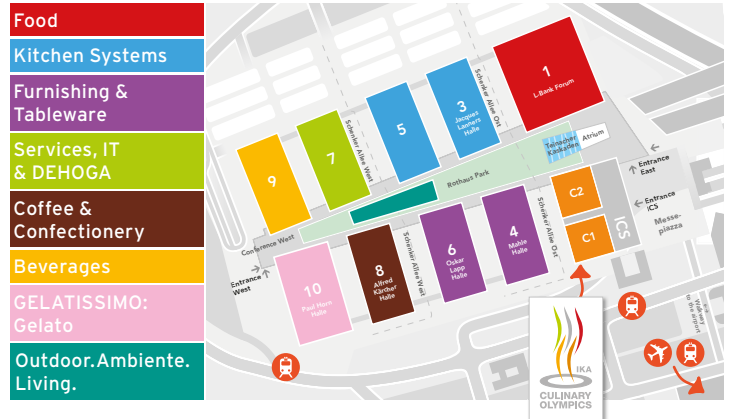 Food
Kitchen Systems
Furnishing &
Tableware
Services, IT
& DEHOGA
Coffee &
Confectionery
Beverages
GELATISSIMO:
Gelato
Outdoor.Ambiente.
Living.
1
L-Bank Forum
3
Jacques
Lanners
Halle
5
7
9
Schenker Allee Ost
Schenker Allee West
Teinacher
Kaskaden
Atrium
Rothaus Park
Entrance
East
Entrance
ICS
Messe-
piazza
ICS
C2
C1
4
Mahle
Halle
6
Oskar
Lapp
Halle
8
Alfred
Kärcher
Halle
10
Paul Horn
Halle
Schenker Allee Ost
Schenker Allee West
Conference West
Entrance
West
Walkway
to the airport
IKA
CULINARY
OLYMPICS